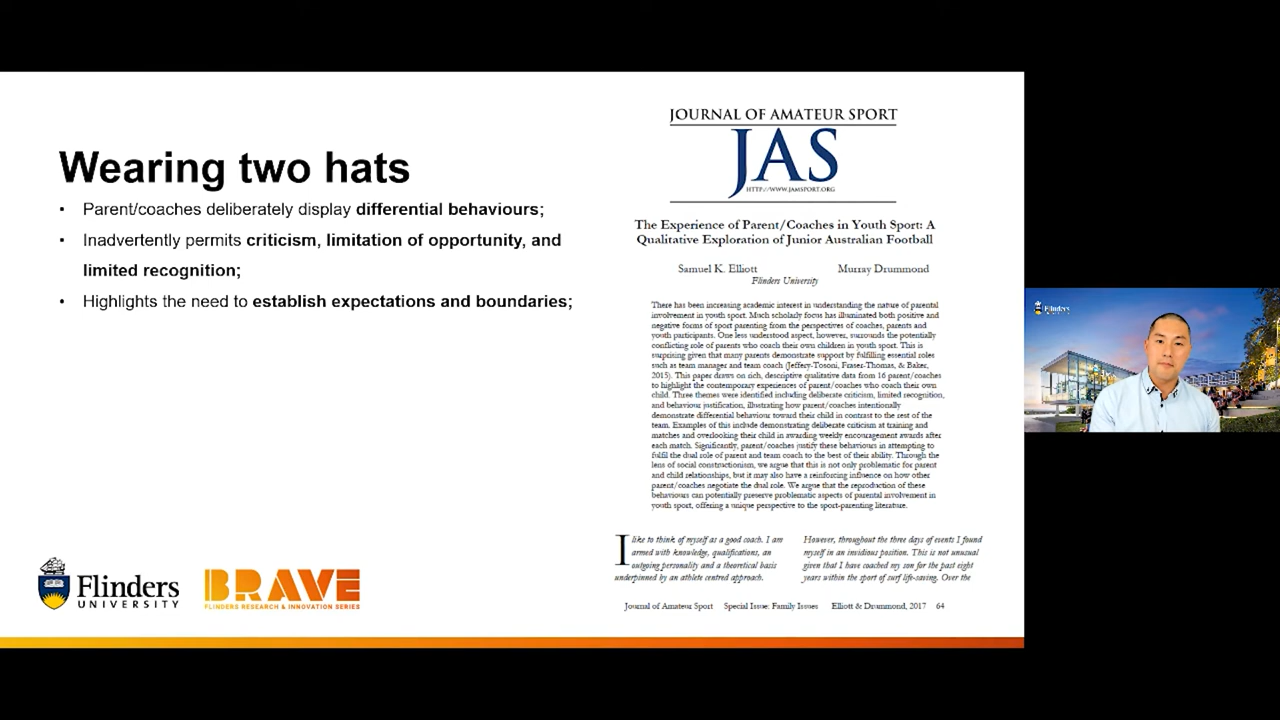 Wearing two hats
• Parent/coaches deliberately display differential behaviours;
• Inadvertently permits criticism, limitation of opportunity, and
limited recognition;
• Highlights the need to establish expectations and boundaries;
Flinders
UNIVERSITY
BRAVE
FLINDERS RESEARCH & INNOVATION SERIES
JOURNAL OF AMATEUR SPORT
JAS
HTTP://WWW.JAMSPORT.ORG
The Experience of Parent/Coaches in Youth Sport: A
Qualitative Exploration of Junior Australian Football
Samuel K. Elliott Murray Drummond
Flinders University
There has been increasing academic interest in understanding the nature of parental
involvement in youth sport. Much scholarly focus has illuminated both positive and
negative forms of sport parenting from the perspectives of coaches, parents and
youth participants. One less understood aspect, however, surrounds the potentially
conflicting role of parents who coach their own children in youth sport. This is
surprising given that many parents demonstrate support by fulfilling essential roles
such as team manager and team coach (Jeffery-Tosoni, Fraser-Thomas, & Baker,
2015). This paper draws on rich, descriptive qualitative data from 16 parent/coaches
to highlight the contemporary experiences of parent/coaches who coach their own
child. Three themes were identified including deliberate criticism, limited recognition,
and behaviour justification, illustrating how parent/coaches intentionally
demonstrate differential behaviour toward their child in contrast to the rest of the
team. Examples of this include demonstrating deliberate criticism at training and
matches and overlooking their child in awarding weekly encouragement awards after
each match. Significantly, parent/coaches justify these behaviours in attempting to
fulfil the dual role of parent and team coach to the best of their ability. Through the
lens of social constructionism, we argue that this is not only problematic for parent
and child relationships, but it may also have a reinforcing influence on how other
parent/coaches negotiate the dual role. We argue that the reproduction of these
behaviours can potentially preserve problematic aspects of parental involvement in
youth sport, offering a unique perspective to the sport-parenting literature.
I like to think of myself as a good coach. I am
armed with knowledge, qualifications, an
outgoing personality and a theoretical basis
underpinned by an athlete centred approach.
However, throughout the three days of events I found
myself in an invidious position. This is not unusual
given that I have coached my son for the past eight
years within the sport of surf life-saving. Over the
Journal of Amateur Sport Special Issue: Family Issues Elliott & Drummond, 2017 64
Flinders